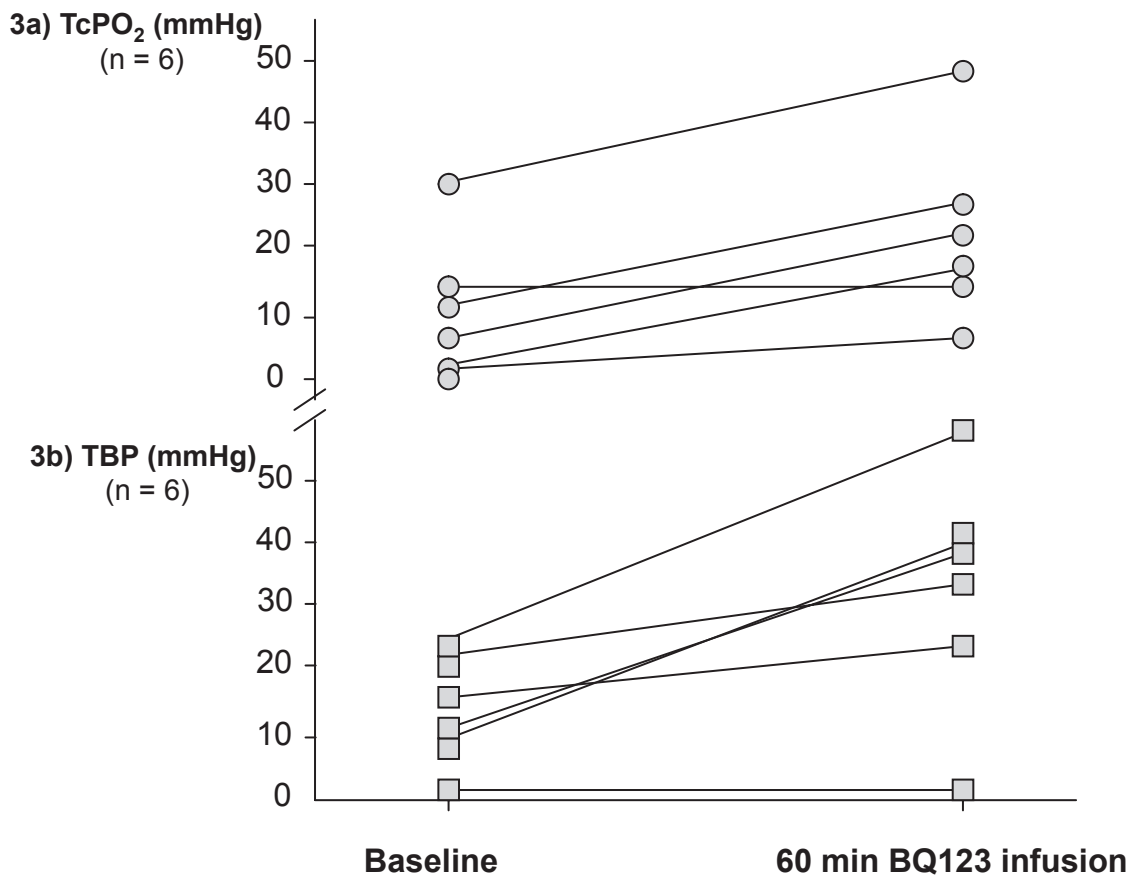 3a) TcPO2 (mmHg)
(n = 6)
50
40
30
20
10
0
3b) TBP (mmHg)
(n = 6)
50
40
30
20
10
0
Baseline
60 min BQ123 infusion